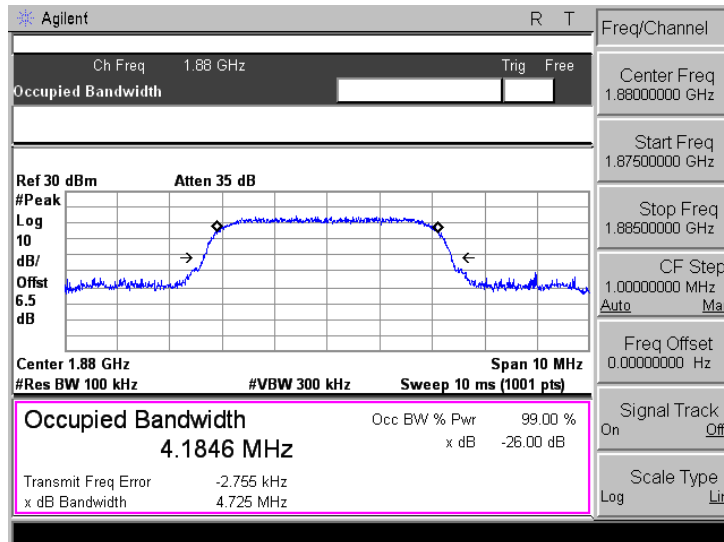 Agilent R T
Freq/Channel
Ch Freq 1.88 GHz Trig Free
Occupied Bandwidth
Center Freq
1.88000000 GHz
Start Freq
1.87500000 GHz
Stop Freq
1.88500000 GHz
CF Step
1.00000000 MHz
Auto Ma
Freq Offset
0.00000000 Hz
Signal Track
On Off
Scale Type
Log Lin
Ref 30 dBm Atten 35 dB
#Peak
Log
10
dB/
Offst
6.5
dB
Center 1.88 GHz Span 10 MHz
#Res BW 100 kHz #VBW 300 kHz Sweep 10 ms (1001 pts)
Occupied Bandwidth
4.1846 MHz
Occ BW % Pwr 99.00 %
x dB -26.00 dB
Transmit Freq Error -2.755 kHz
x dB Bandwidth 4.725 MHz